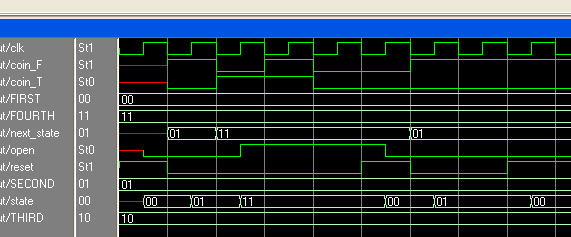 ut/clk St1
ut/coin_F St1
ut/coin_T St0
ut/FIRST 00 00
ut/FOURTH 11 11
ut/next_state 01 01 11 01
ut/open St0
ut/reset St1
ut/SECOND 01 01
ut/state 00 00 01 11 00 01 00
ut/THIRD 10 10